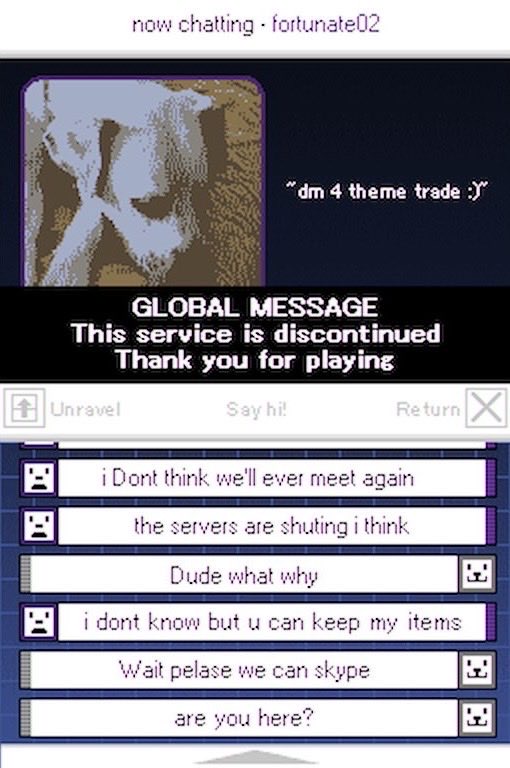 now chatting · fortunate02
~dm 4 theme trade :)~
GLOBAL MESSAGE
This service is discontinued
Thank you for playing
Unravel Say hi! Return
i Dont think we'll ever meet again
the servers are shuting i think
Dude what why
i dont know but u can keep my items
Wait pelase we can skype
are you here?